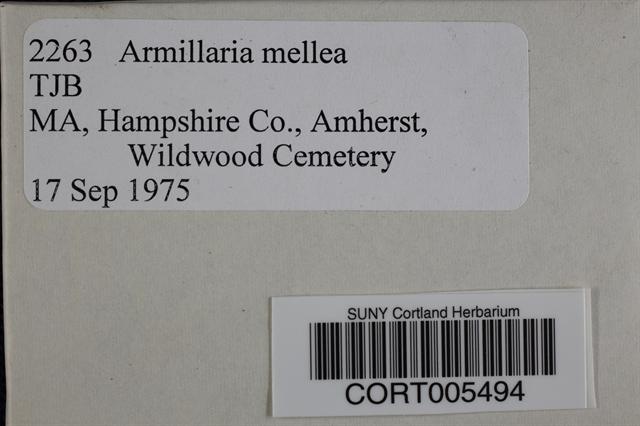 2263 Armillaria mellea
TJB
MA, Hampshire Co., Amherst,
Wildwood Cemetery
17 Sep 1975
SUNY Cortland Herbarium
CORT005494